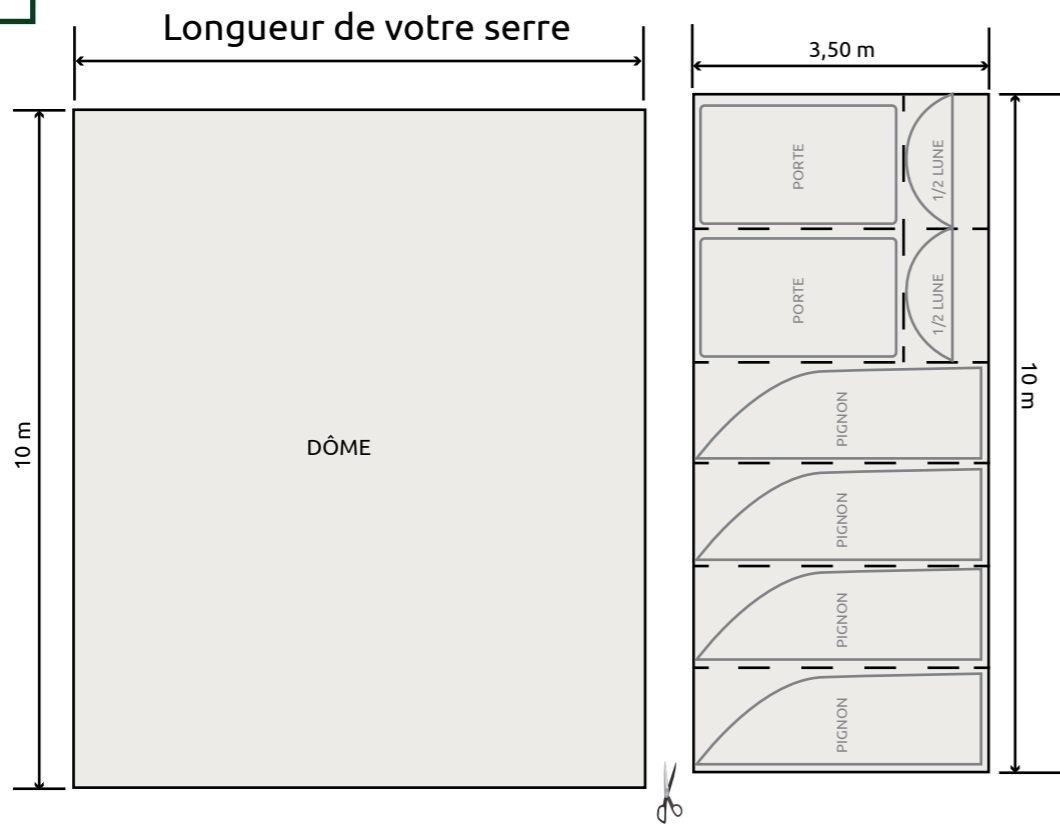 Longueur de votre serre
3,50 m
10 m
DÔME
PORTE
1/2 LUNE
PORTE
1/2 LUNE
PIGNON
PIGNON
PIGNON
PIGNON
10 m